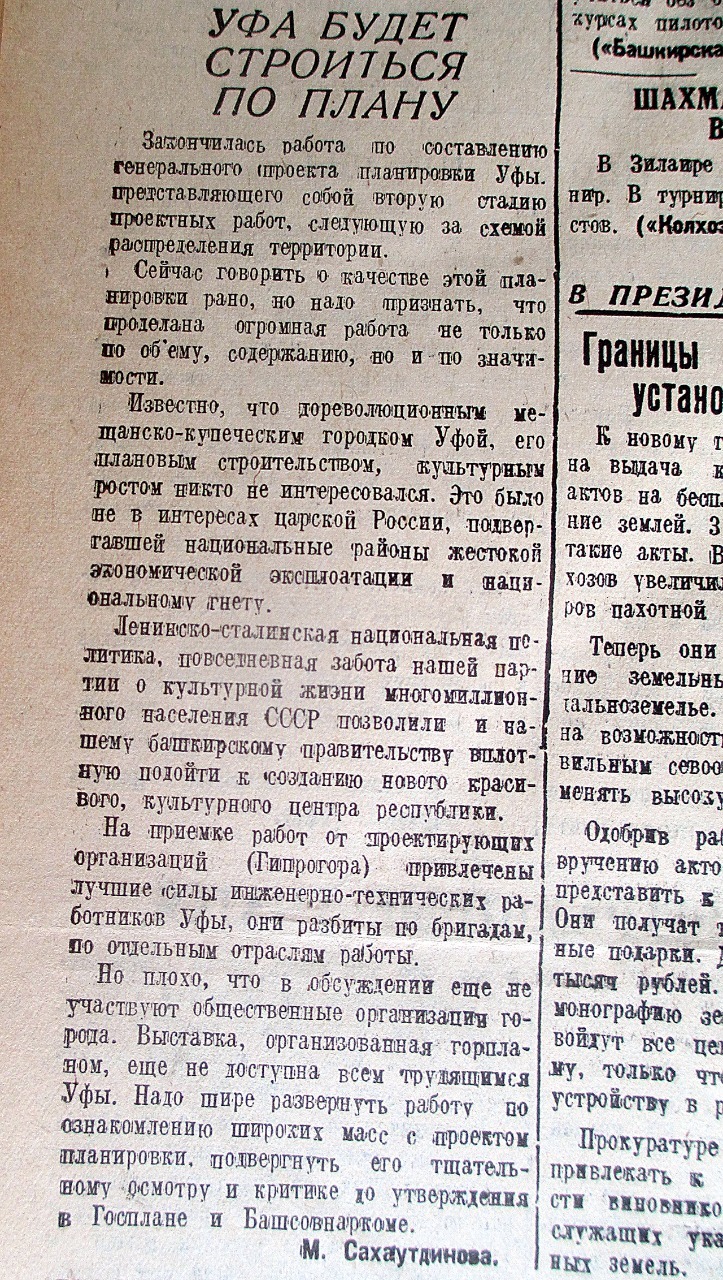 УФА БУДЕТ
СТРОИТЬСЯ
ПО ПЛАНУ
Закончилась работа по составлению
генерального проекта планировки Уфы.
представляющего собой вторую стадию
проектных работ, следующую за схемой
распределения территории.
Сейчас говорить о качестве этой пла-
нировки рано, но надо признать, что
проделана огромная работа не только
по об'ему, содержанию, но и по значи-
мости.
Известно, что дореволюционным ме-
щанско-купеческим городком Уфой, его
плановым строительством, культурным
ростом никто не интересовался. Это было
не в интересах царской России, подвер-
гавшей национальные районы жестокой
экономической эксплоатации и наци-
ональному гнету.
Ленинско-сталинская национальная по-
литика, повседневная забота нашей пар-
тии о культурной жизни многомиллион-
ного населения СССР позволили и на-
шему башкирскому правительству вплот-
ную подойти к созданию нового краси-
вого, культурного центра республики.
На приемке работ от проектирующих
организаций (Гипрогора) привлечены
лучшие силы инженерно-технических ра-
ботников Уфы, они разбиты по бригадам,
по отдельным отраслям работы.
Но плохо, что в обсуждении еще не
участвуют общественные организации го-
рода. Выставка, организованная горпла-
ном, еще не доступна всем трудящимся
Уфы. Надо шире развернуть работу по
ознакомлению широких масс с проектом
планировки, подвергнуть его тщатель-
ному осмотру и критике до утверждения
в Госплане и Башсовнаркоме.
М. Сахаутдинова.
курсах пилото
(«Башкирска
ШАХМА
В
В Зилаире
нир. В турнир
стов. («Колхоз
В ПРЕЗИД
Границы
устано
К новому г
на выдача к
актов на бесп
ние землей. З
такие акты. В
хозов увеличил
ров пахотной
Теперь они
ние земельны
дальноземелье.
на возможност
вильным севоо
менять высоку
Одобрив ра
вручению акто
представить к
Они получат
ные подарки. Д
тысяч рублей.
монографию зе
войдут все це
му, только чт
устройству в р
Прокуратуре
привлекать к
сти виновнико
служащих ука
ных земель.